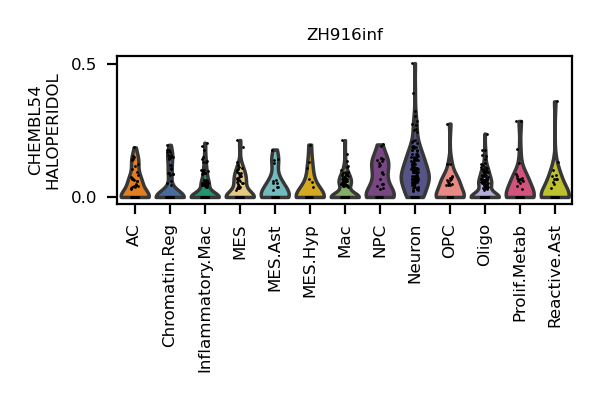 ZH916inf
CHEMBL54
HALOPERIDOL
0.5
0.0
AC
Chromatin.Reg
Inflammatory.Mac
MES
MES.Ast
MES.Hyp
Mac
NPC
Neuron
OPC
Oligo
Prolif.Metab
Reactive.Ast